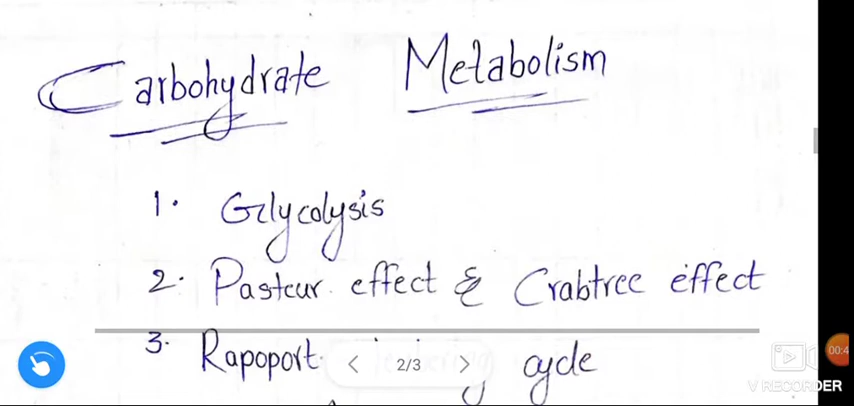 Carbohydrate Metabolism
1. Glycolysis
2. Pasteur effect & Crabtree effect
3. Rapoport cycle
< 2/3 >
00:4
V RECORDER